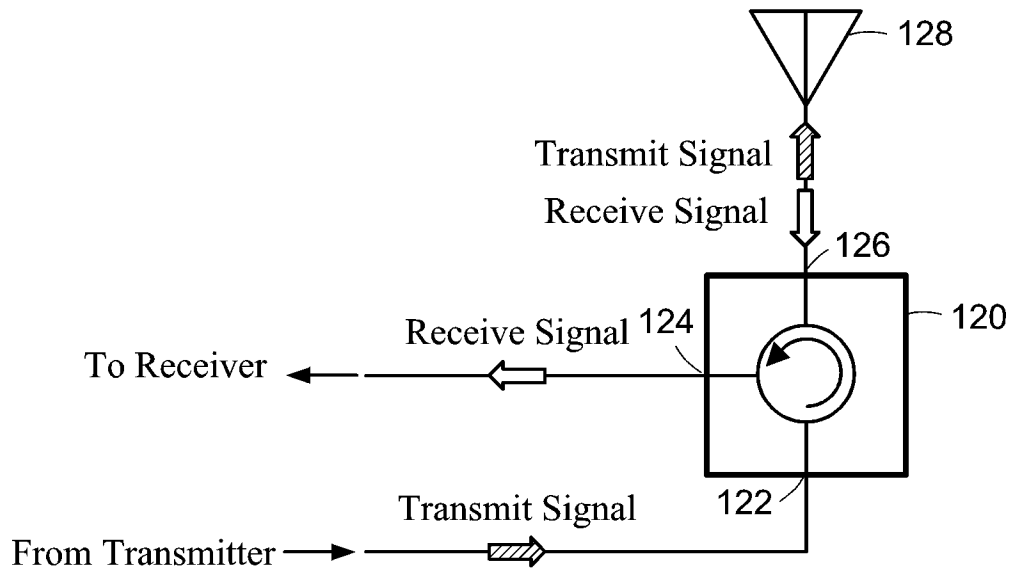 128
Transmit Signal
Receive Signal
126
120
Receive Signal
124
To Receiver
122
Transmit Signal
From Transmitter